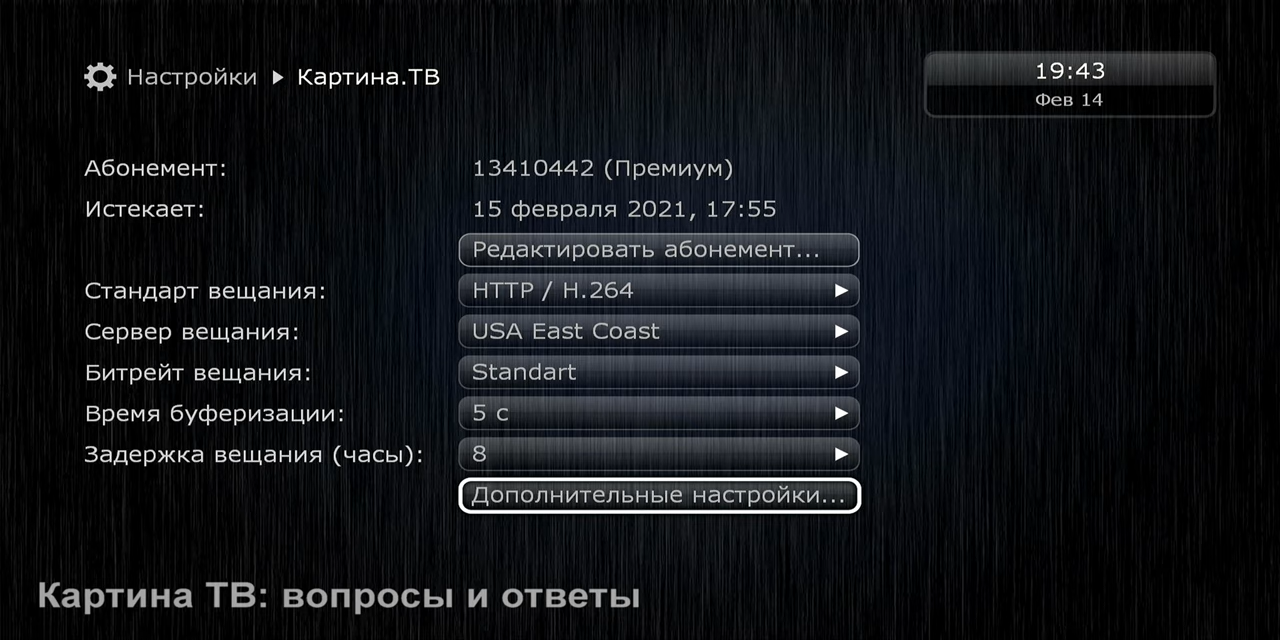 Настройки ▶ Картина.ТВ
19:43
Фев 14
Абонемент: 13410442 (Премиум)
Истекает: 15 февраля 2021, 17:55
Редактировать абонемент...
Стандарт вещания: HTTP / H.264
Сервер вещания: USA East Coast
Битрейт вещания: Standart
Время буферизации: 5 с
Задержка вещания (часы): 8
Дополнительные настройки...
Картина ТВ: вопросы и ответы